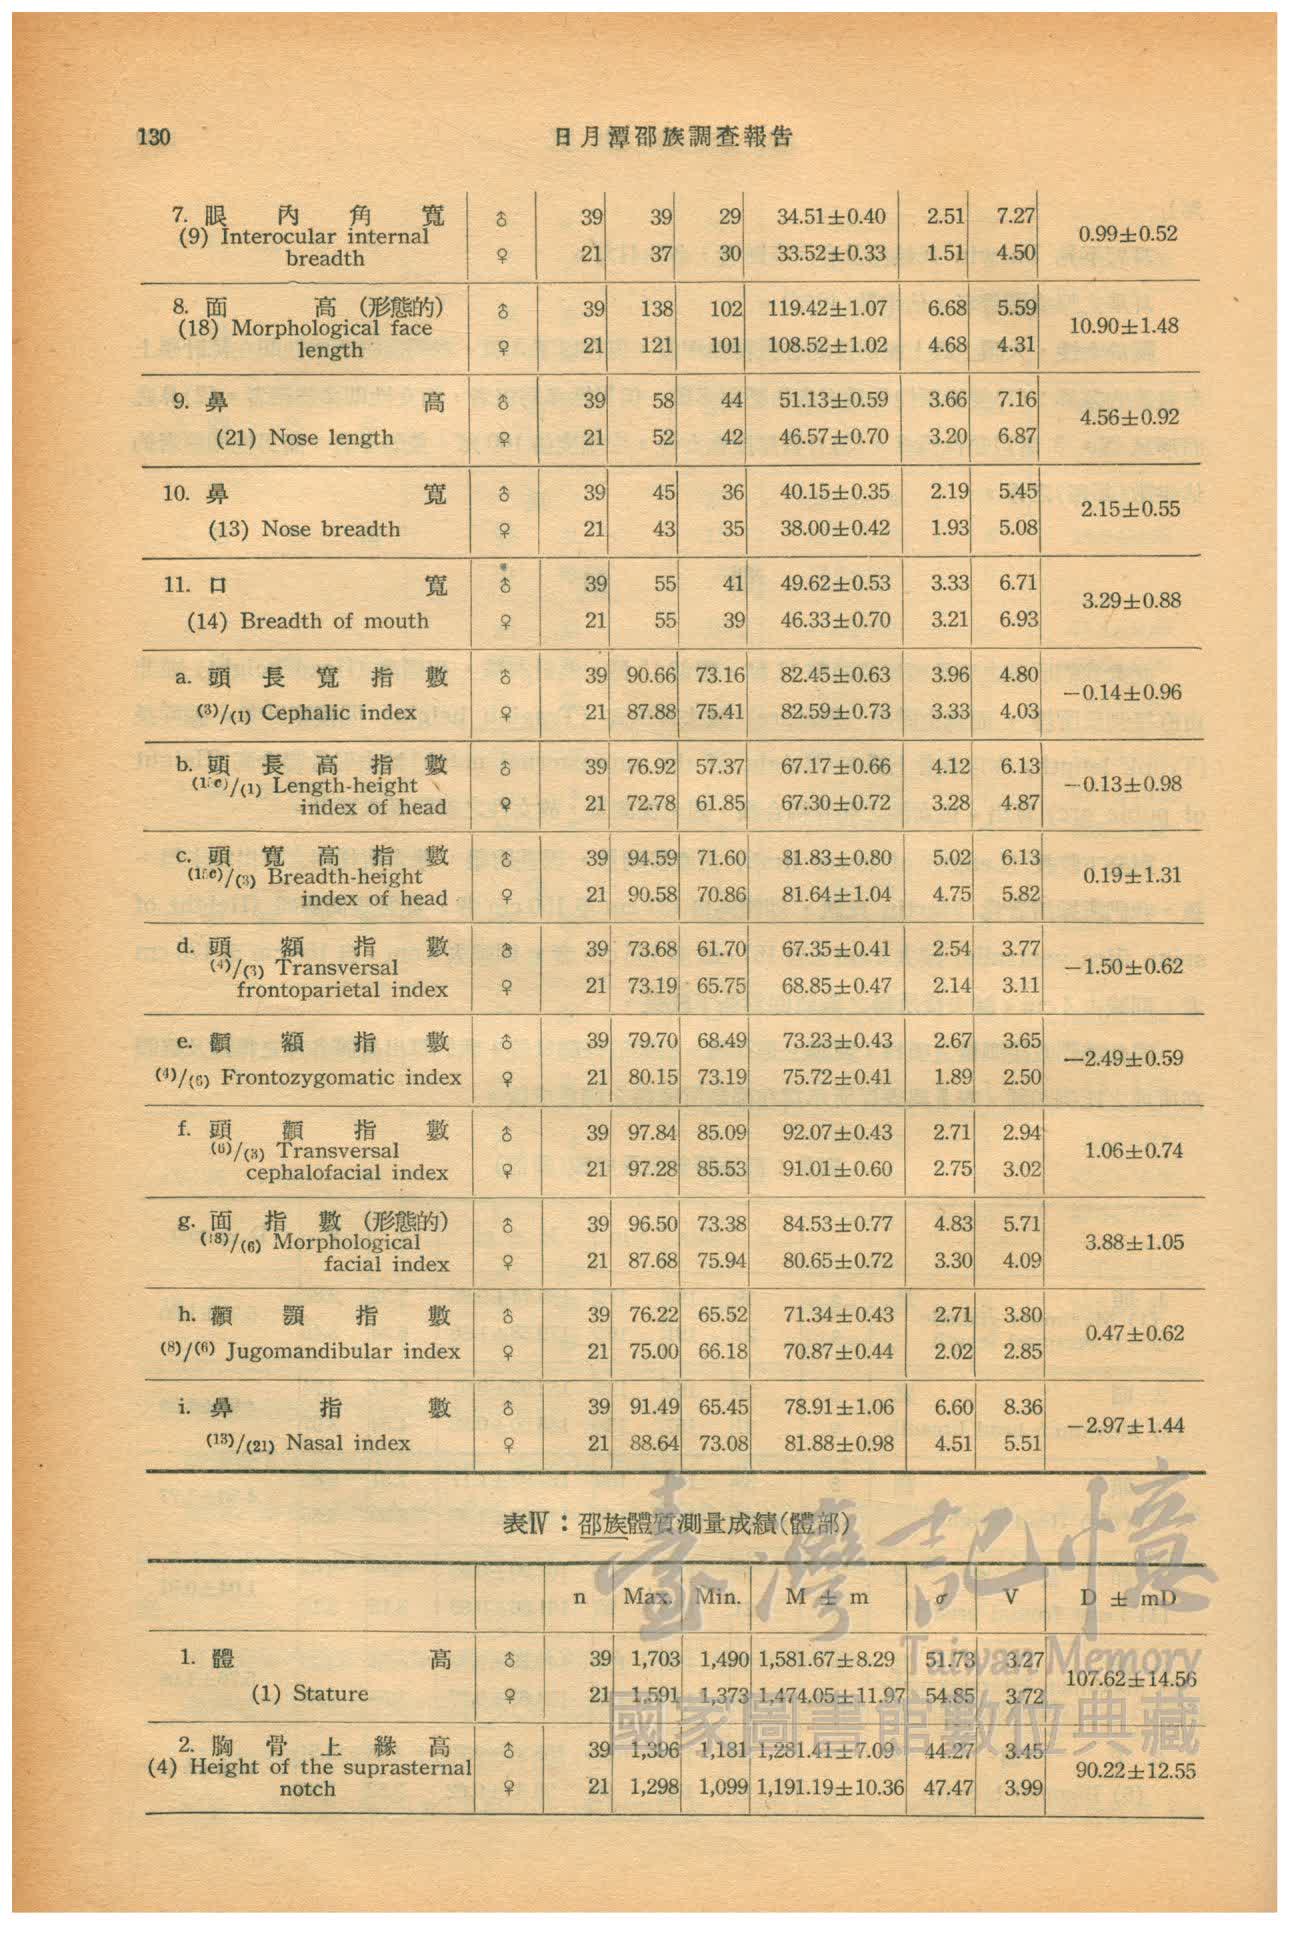 130 日月潭邵族調查報告
7. 眼內角寬 ♂ 39 39 29 34.51±0.40 2.51 7.27 0.99±0.52
(9) Interocular internal
breadth ♀ 21 37 30 33.52±0.33 1.51 4.50
8. 面高(形態的) ♂ 39 138 102 119.42±1.07 6.68 5.59 10.90±1.48
(18) Morphological face
length ♀ 21 121 101 108.52±1.02 4.68 4.31
9. 鼻高 ♂ 39 58 44 51.13±0.59 3.66 7.16 4.56±0.92
(21) Nose length ♀ 21 52 42 46.57±0.70 3.20 6.87
10. 鼻寬 ♂ 39 45 36 40.15±0.35 2.19 5.45 2.15±0.55
(13) Nose breadth ♀ 21 43 35 38.00±0.42 1.93 5.08
11. 口寬 ♂ 39 55 41 49.62±0.53 3.33 6.71 3.29±0.88
(14) Breadth of mouth ♀ 21 55 39 46.33±0.70 3.21 6.93
a. 頭長寬指數 ♂ 39 90.66 73.16 82.45±0.63 3.96 4.80 −0.14±0.96
(3)/(1) Cephalic index ♀ 21 87.88 75.41 82.59±0.73 3.33 4.03
b. 頭長高指數 ♂ 39 76.92 57.37 67.17±0.66 4.12 6.13 −0.13±0.98
/(1) Length-height
index of head ♀ 21 72.78 61.85 67.30±0.72 3.28 4.87
c. 頭寬高指數 ♂ 39 94.59 71.60 81.83±0.80 5.02 6.13 0.19±1.31
/(3) Breadth-height
index of head ♀ 21 90.58 70.86 81.64±1.04 4.75 5.82
d. 頭額指數 ♂ 39 73.68 61.70 67.35±0.41 2.54 3.77 −1.50±0.62
(4)/(3) Transversal
frontoparietal index ♀ 21 73.19 65.75 68.85±0.47 2.14 3.11
e. 顴額指數 ♂ 39 79.70 68.49 73.23±0.43 2.67 3.65 −2.49±0.59
(4)/(6) Frontozygomatic index ♀ 21 80.15 73.19 75.72±0.41 1.89 2.50
f. 頭顴指數 ♂ 39 97.84 85.09 92.07±0.43 2.71 2.94 1.06±0.74
(6)/(3) Transversal
cephalofacial index ♀ 21 97.28 85.53 91.01±0.60 2.75 3.02
g. 面指數(形態的) ♂ 39 96.50 73.38 84.53±0.77 4.83 5.71 3.88±1.05
(18)/(6) Morphological
facial index ♀ 21 87.68 75.94 80.65±0.72 3.30 4.09
h. 顴顎指數 ♂ 39 76.22 65.52 71.34±0.43 2.71 3.80 0.47±0.62
(8)/(6) Jugomandibular index ♀ 21 75.00 66.18 70.87±0.44 2.02 2.85
i. 鼻指數 ♂ 39 91.49 65.45 78.91±1.06 6.60 8.36 −2.97±1.44
(13)/(21) Nasal index ♀ 21 88.64 73.08 81.88±0.98 4.51 5.51
表Ⅳ：邵族體質測量成績(體部)
n Max. Min. M ± m σ V D ± mD
1. 體高 ♂ 39 1,703 1,490 1,581.67±8.29 51.73 3.27 107.62±14.56
(1) Stature ♀ 21 1,591 1,373 1,474.05±11.97 54.85 3.72
2. 胸骨上緣高 ♂ 39 1,396 1,181 1,281.41±7.09 44.27 3.45 90.22±12.55
(4) Height of the suprasternal
notch ♀ 21 1,298 1,099 1,191.19±10.36 47.47 3.99
臺灣記憶
Taiwan Memory
國家圖書館數位典藏